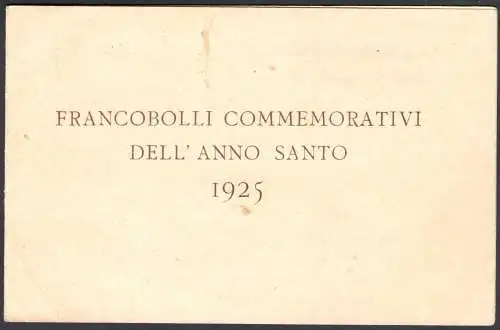 FRANCOBOLLI COMMEMORATIVI
DELL' ANNO SANTO
1925